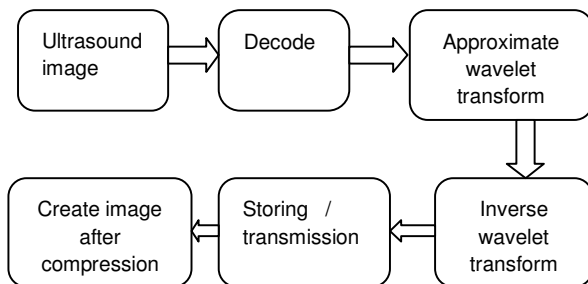 Ultrasound
image
Decode
Approximate
wavelet
transform
Create image
after
compression
Storing /
transmission
Inverse
wavelet
transform